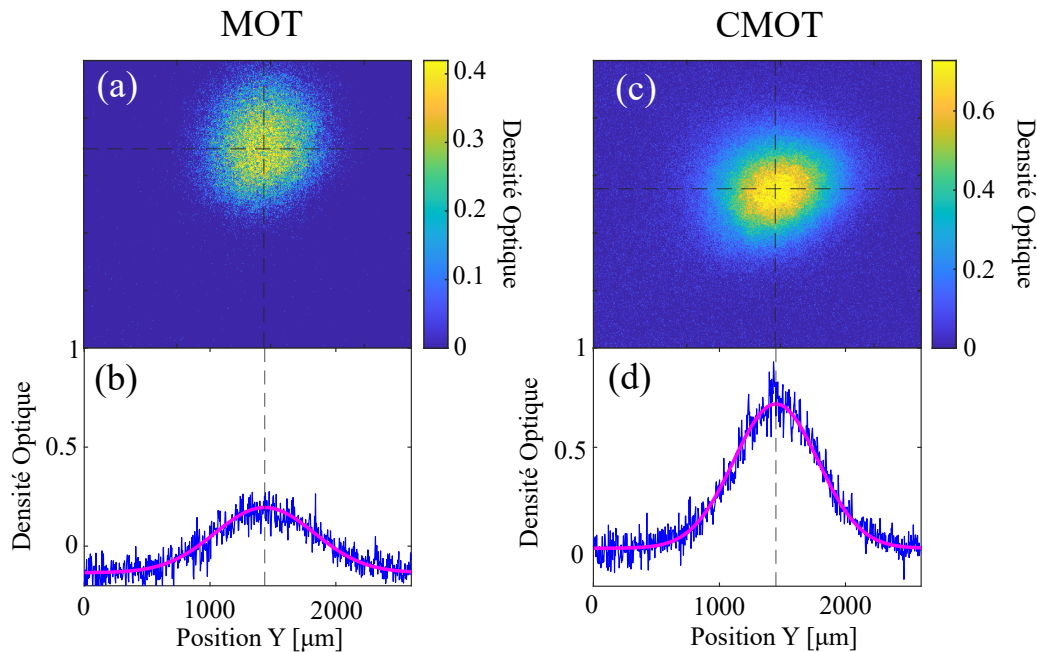 MOT
CMOT
(a)
0.4
0.3
0.2
0.1
0
Densité Optique
(c)
0.6
0.4
0.2
0
Densité Optique
(b)
1
0.5
0
Densité Optique
0
1000
2000
Position Y [μm]
(d)
0.5
0
Densité Optique
0
1000
2000
Position Y [μm]